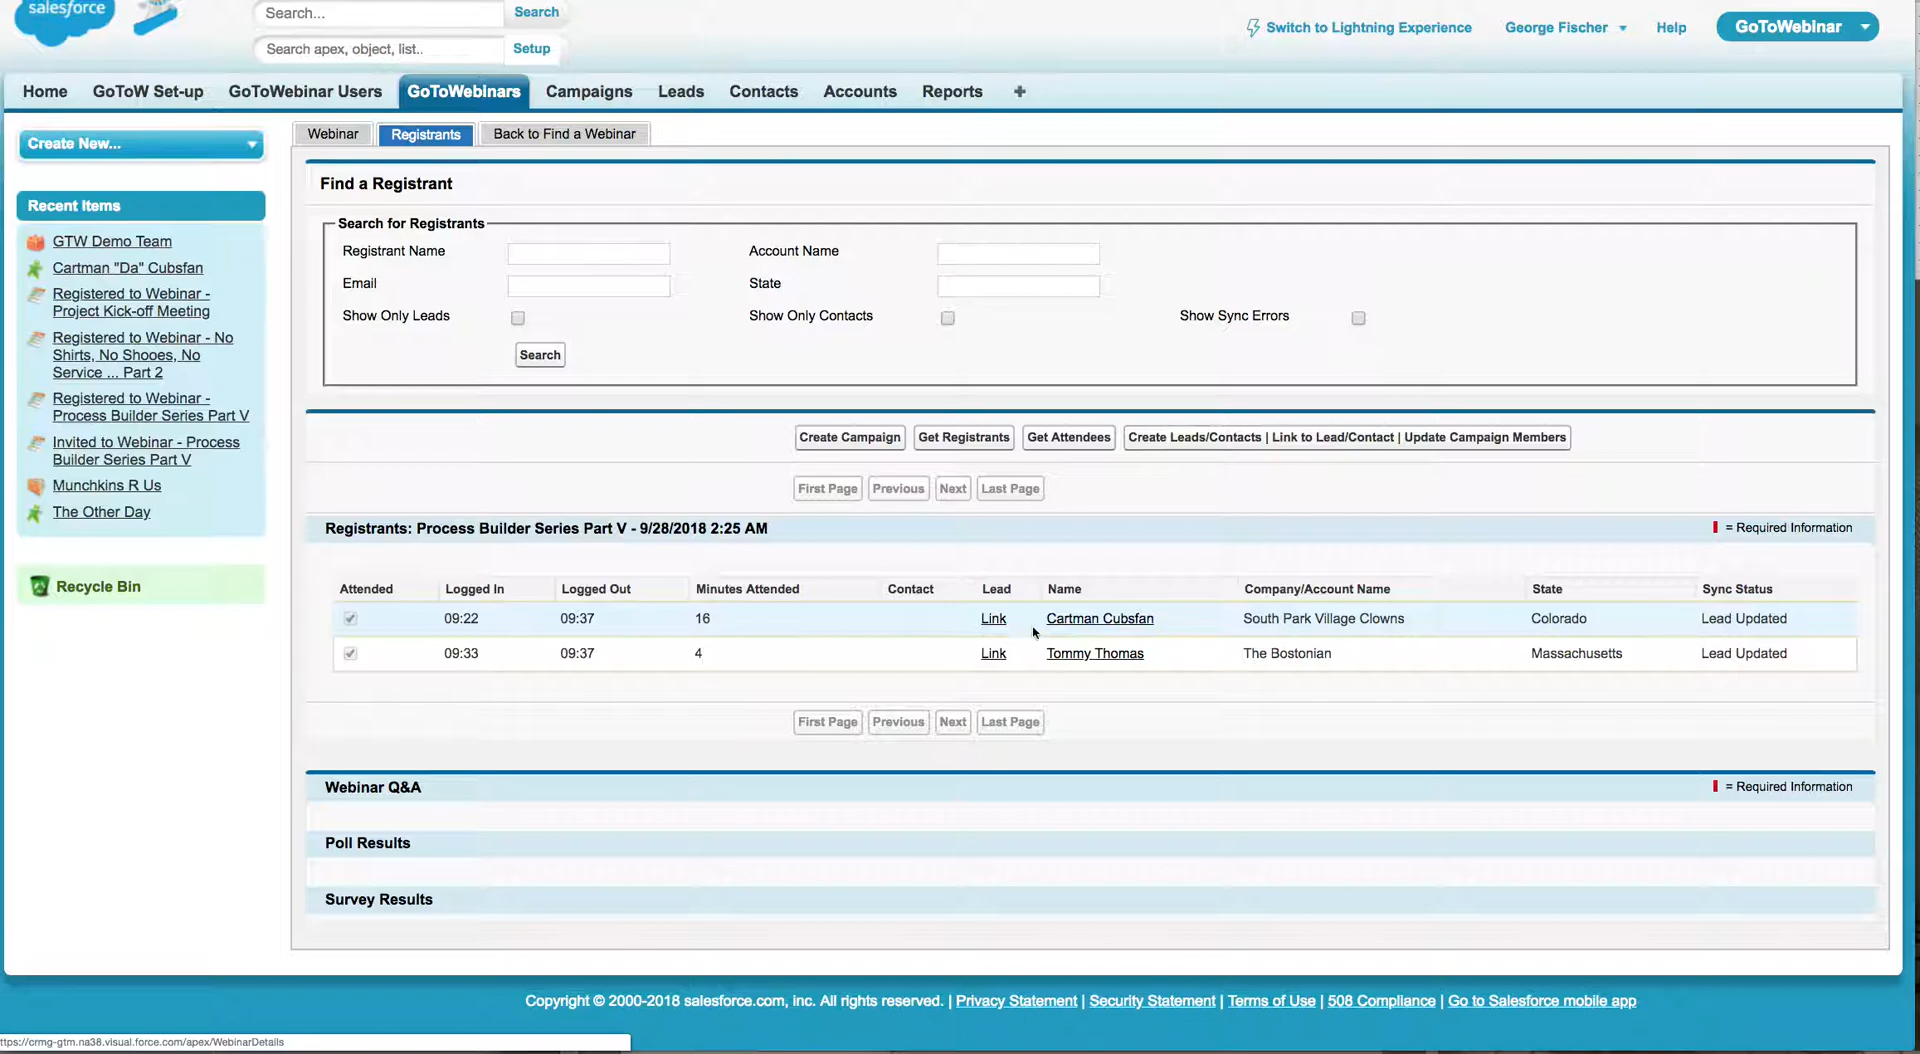 salesforce
Search...
Search
Search apex, object, list..
Setup
Switch to Lightning Experience
George Fischer
Help
GoToWebinar
Home
GoToW Set-up
GoToWebinar Users
GoToWebinars
Campaigns
Leads
Contacts
Accounts
Reports
+
Create New...
Recent Items
GTW Demo Team
Cartman "Da" Cubsfan
Registered to Webinar -
Project Kick-off Meeting
Registered to Webinar - No
Shirts, No Shooes, No
Service ... Part 2
Registered to Webinar -
Process Builder Series Part V
Invited to Webinar - Process
Builder Series Part V
Munchkins R Us
The Other Day
Recycle Bin
Webinar
Registrants
Back to Find a Webinar
Find a Registrant
Search for Registrants
Registrant Name
Account Name
Email
State
Show Only Leads
Show Only Contacts
Show Sync Errors
Search
Create Campaign
Get Registrants
Get Attendees
Create Leads/Contacts | Link to Lead/Contact | Update Campaign Members
First Page
Previous
Next
Last Page
Registrants: Process Builder Series Part V - 9/28/2018 2:25 AM
= Required Information
Attended Logged In Logged Out Minutes Attended Contact Lead Name Company/Account Name State Sync Status
09:22 09:37 16 Link Cartman Cubsfan South Park Village Clowns Colorado Lead Updated
09:33 09:37 4 Link Tommy Thomas The Bostonian Massachusetts Lead Updated
First Page
Previous
Next
Last Page
Webinar Q&A
= Required Information
Poll Results
Survey Results
Copyright © 2000-2018 salesforce.com, inc. All rights reserved. | Privacy Statement | Security Statement | Terms of Use | 508 Compliance | Go to Salesforce mobile app
ttps://crmg-gtm.na38.visual.force.com/apex/WebinarDetails